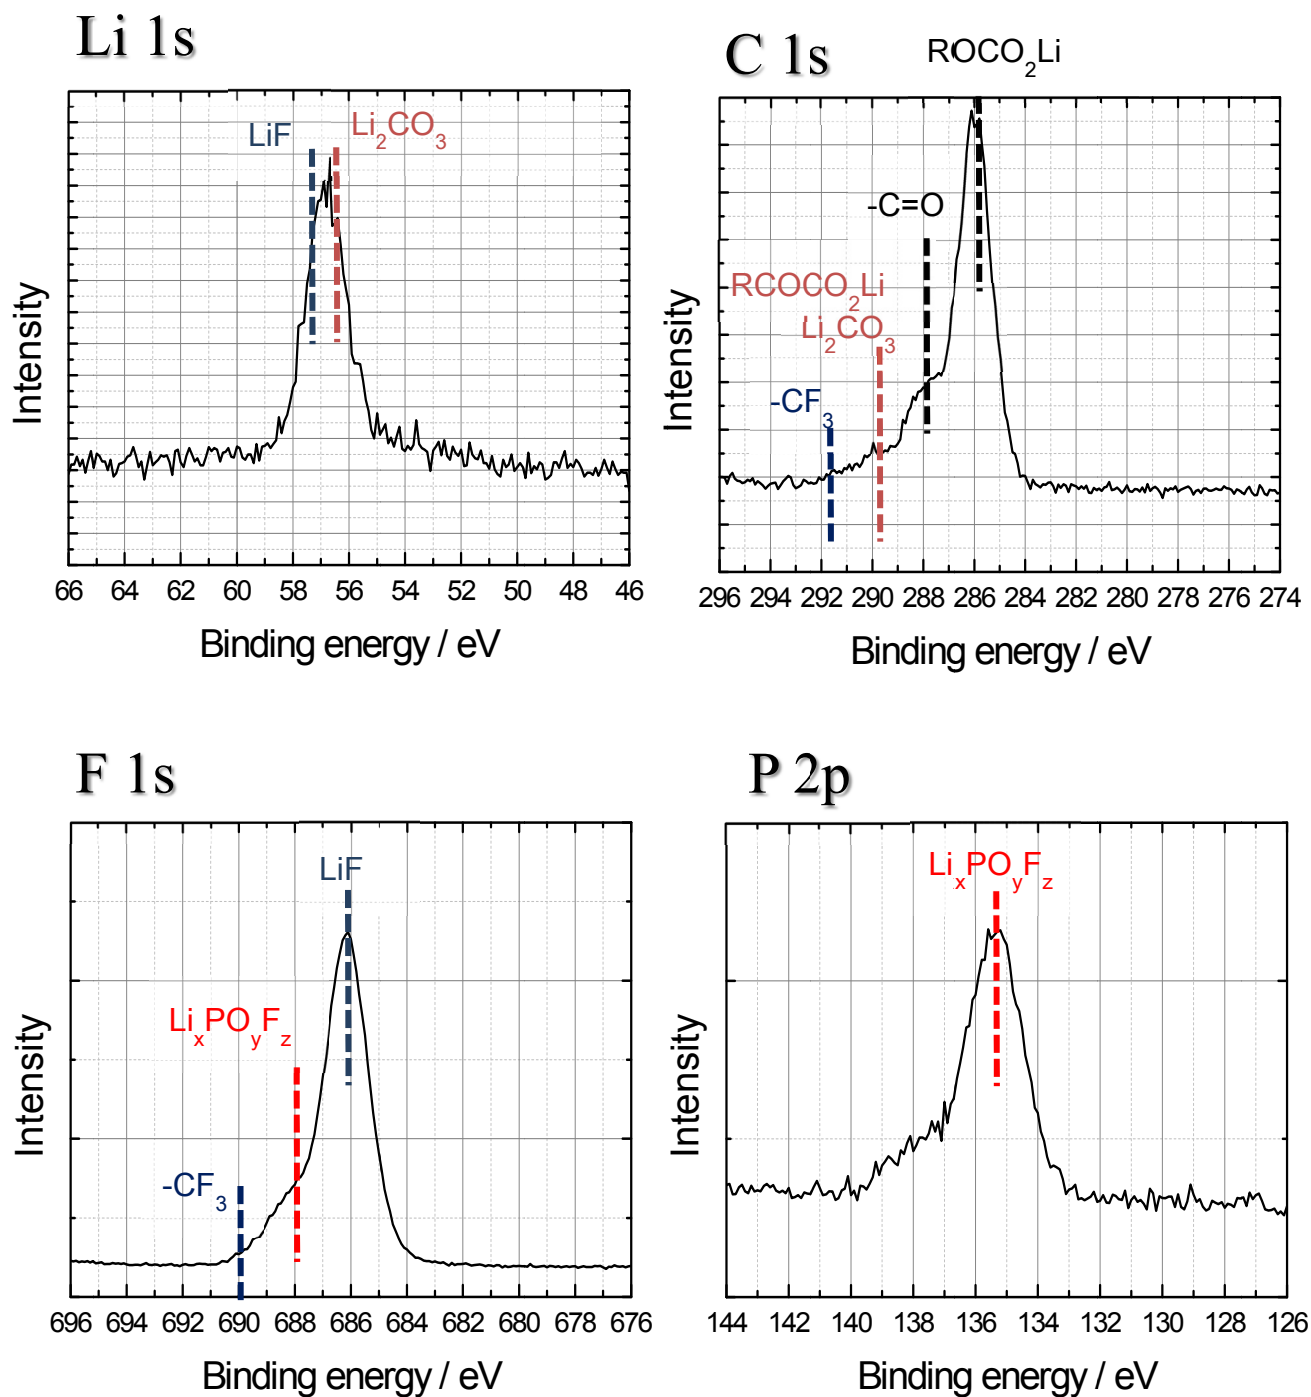 Li 1s
LiF
Li₂CO₃
Intensity
66 64 62 60 58 56 54 52 50 48 46
Binding energy / eV
C 1s
ROCO₂Li
-C=O
RCOCO₂Li
Li₂CO₃
-CF₃
Intensity
296 294 292 290 288 286 284 282 280 278 276 274
Binding energy / eV
F 1s
LiF
LiₓPOᵧF_z
-CF₃
Intensity
696 694 692 690 688 686 684 682 680 678 676
Binding energy / eV
P 2p
LiₓPOᵧF_z
Intensity
144 142 140 138 136 134 132 130 128 126
Binding energy / eV